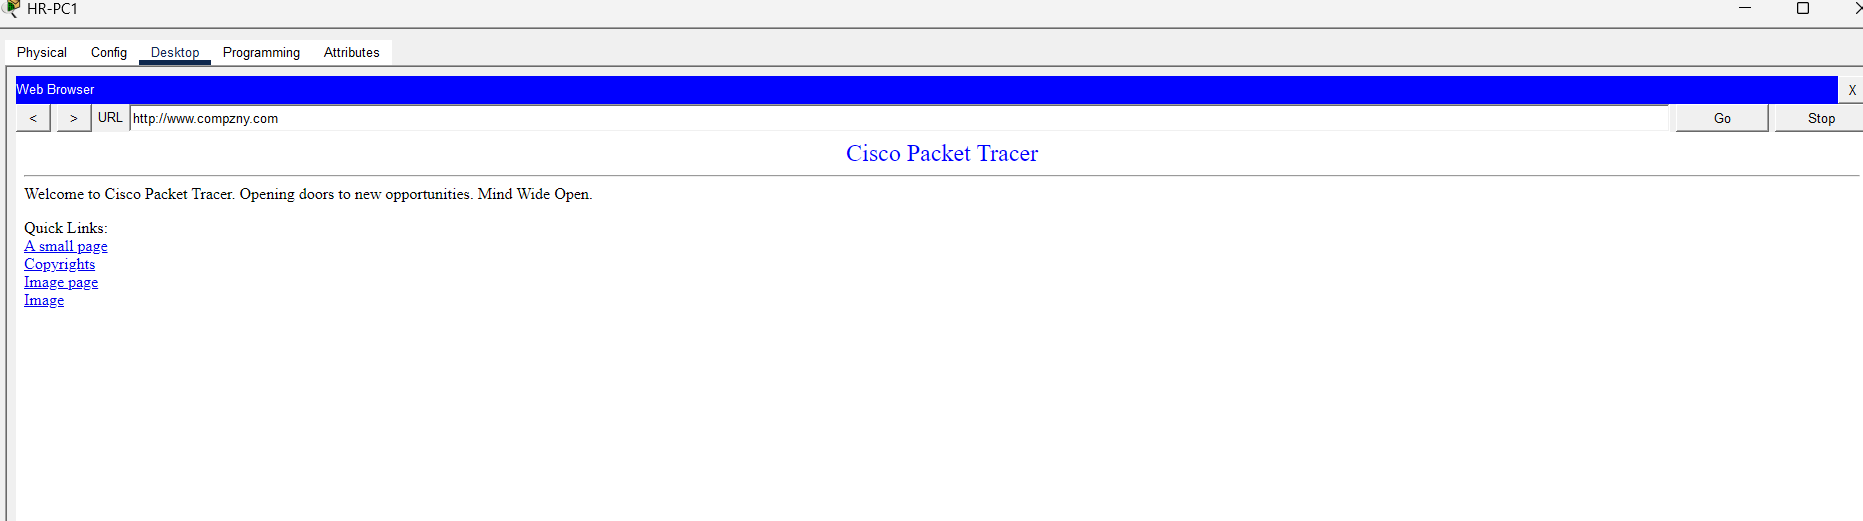 HR-PC1
Physical Config Desktop Programming Attributes
Web Browser X
< > URL http://www.compzny.com Go Stop
Cisco Packet Tracer
Welcome to Cisco Packet Tracer. Opening doors to new opportunities. Mind Wide Open.
Quick Links:
A small page
Copyrights
Image page
Image